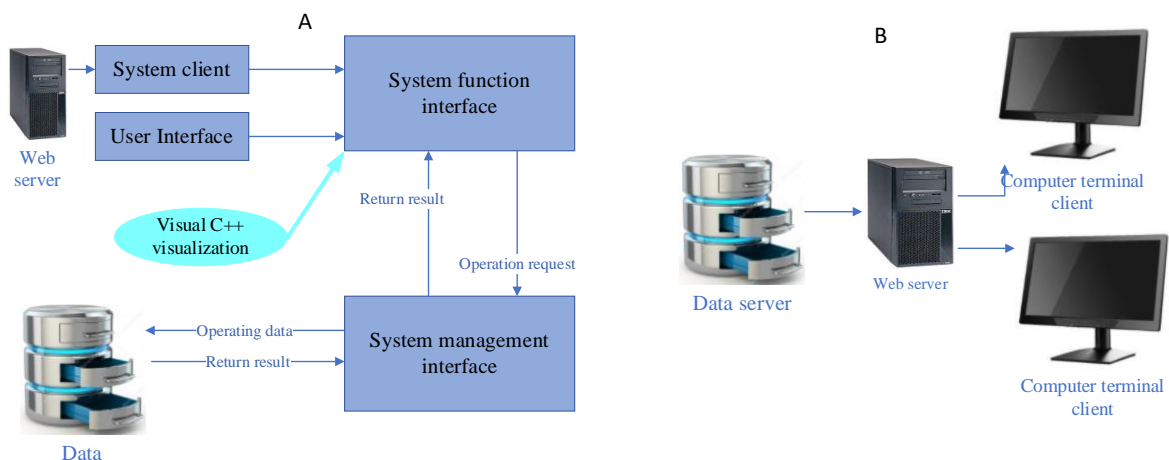 A
System client
System function
interface
User Interface
Web
server
Return result
Visual C++
visualization
Operation request
Operating data
System management
interface
Return result
Data
B
Computer terminal
client
Web server
Data server
Computer terminal
client